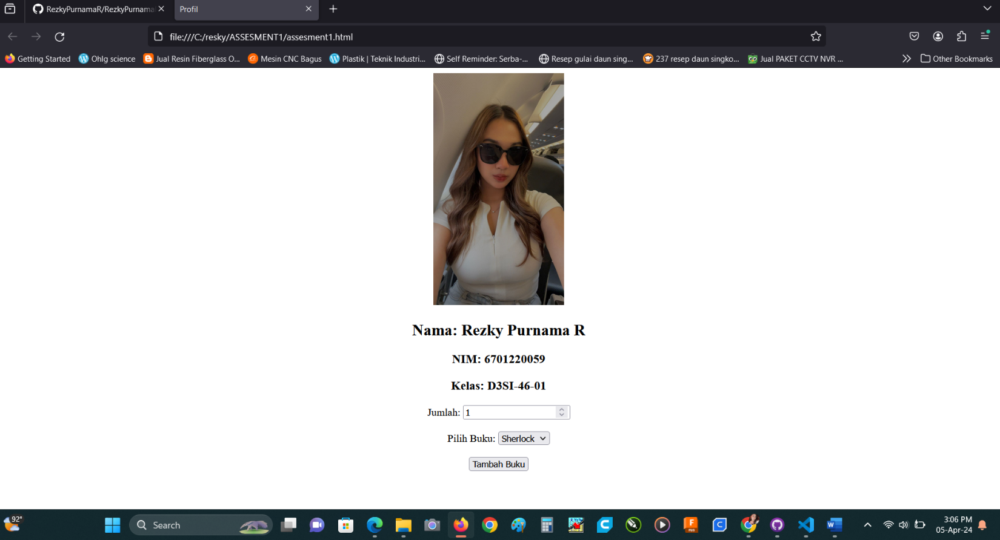 RezkyPurnamaR/RezkyPurnama
Profil
file:///C:/resky/ASSESMENT1/assesment1.html
Getting Started
Ohlg science
Jual Resin Fiberglass O...
Mesin CNC Bagus
Plastik | Teknik Industri...
Self Reminder: Serba-...
Resep gulai daun sing...
237 resep daun singko...
Jual PAKET CCTV NVR ...
Other Bookmarks
Nama: Rezky Purnama R
NIM: 6701220059
Kelas: D3SI-46-01
Jumlah: 1
Pilih Buku: Sherlock
Tambah Buku
92°
Search
3:06 PM
05-Apr-24